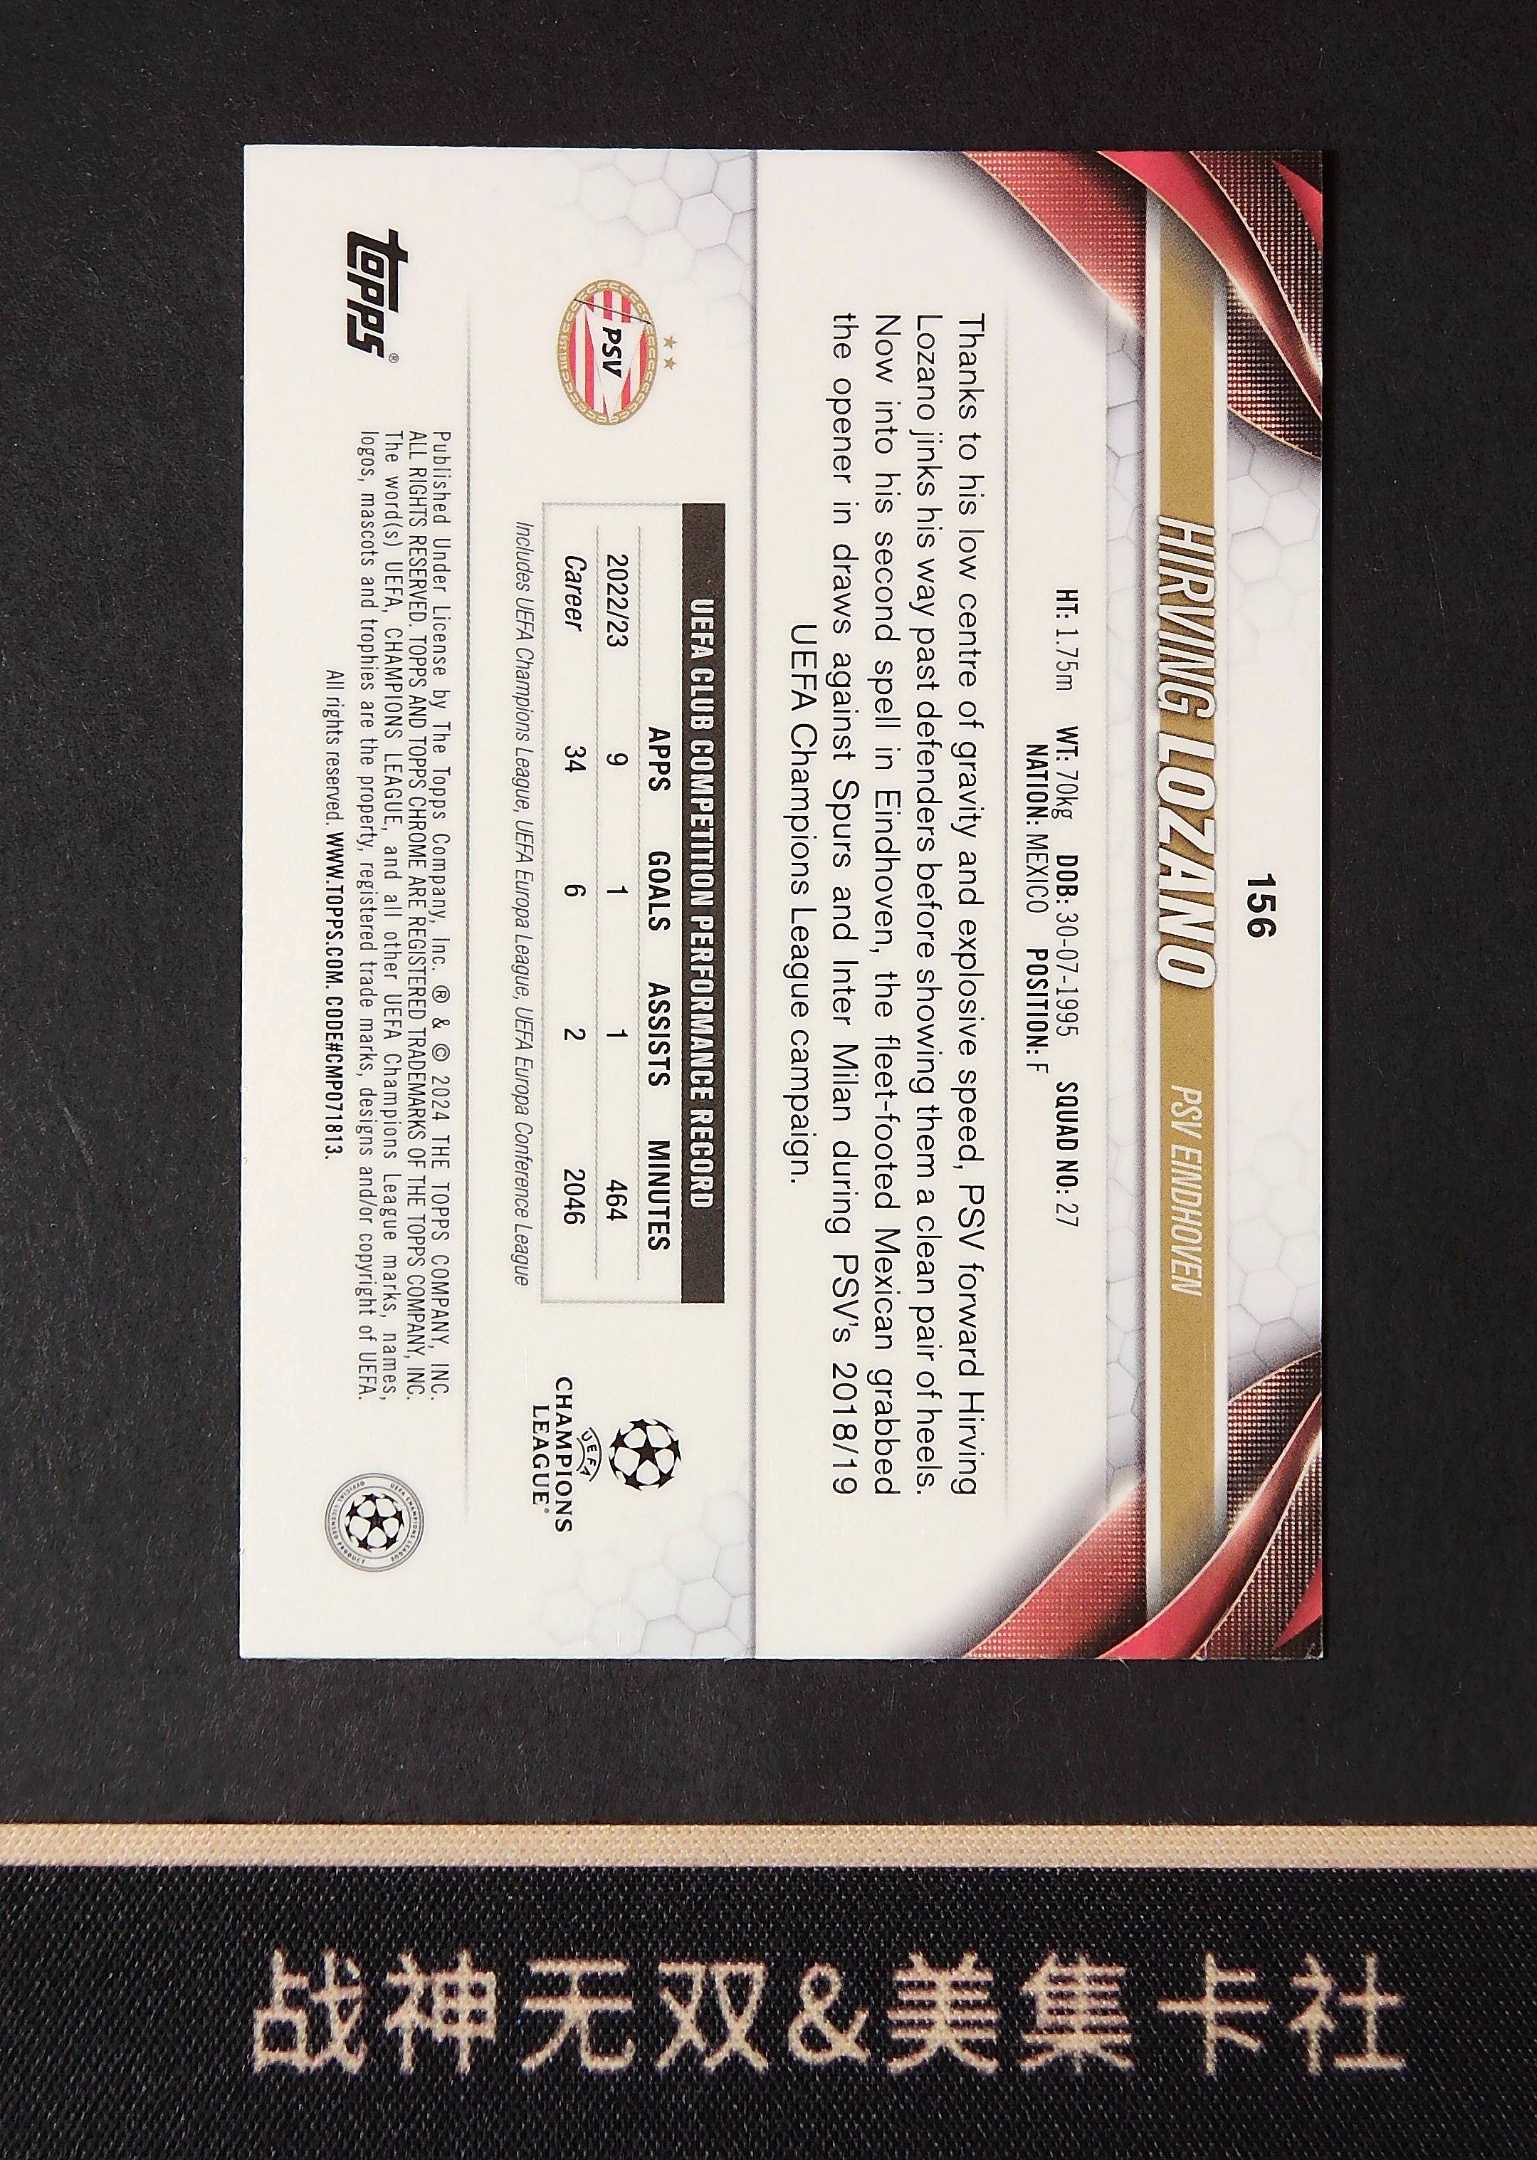 156
HIRVING LOZANO PSV EINDHOVEN
HT: 1.75m WT: 70kg DOB: 30-07-1995 SQUAD NO: 27
NATION: MEXICO POSITION: F
Thanks to his low centre of gravity and explosive speed, PSV forward Hirving
Lozano jinks his way past defenders before showing them a clean pair of heels.
Now into his second spell in Eindhoven, the fleet-footed Mexican grabbed
the opener in draws against Spurs and Inter Milan during PSV's 2018/19
UEFA Champions League campaign.
PSV
UEFA CLUB COMPETITION PERFORMANCE RECORD
APPS GOALS ASSISTS MINUTES
2022/23 9 1 1 464
Career 34 6 2 2046
Includes UEFA Champions League, UEFA Europa League, UEFA Europa Conference League
UEFA
CHAMPIONS
LEAGUE®
topps®
Published Under License by The Topps Company, Inc. ® & © 2024 THE TOPPS COMPANY, INC.
ALL RIGHTS RESERVED. TOPPS AND TOPPS CHROME ARE REGISTERED TRADEMARKS OF THE TOPPS COMPANY, INC.
The word(s) UEFA, CHAMPIONS LEAGUE, and all other UEFA Champions League marks, names,
logos, mascots and trophies are the property, registered trade marks, designs and/or copyright of UEFA.
All rights reserved. WWW.TOPPS.COM. CODE#CMP071813.
战神无双&美集卡社